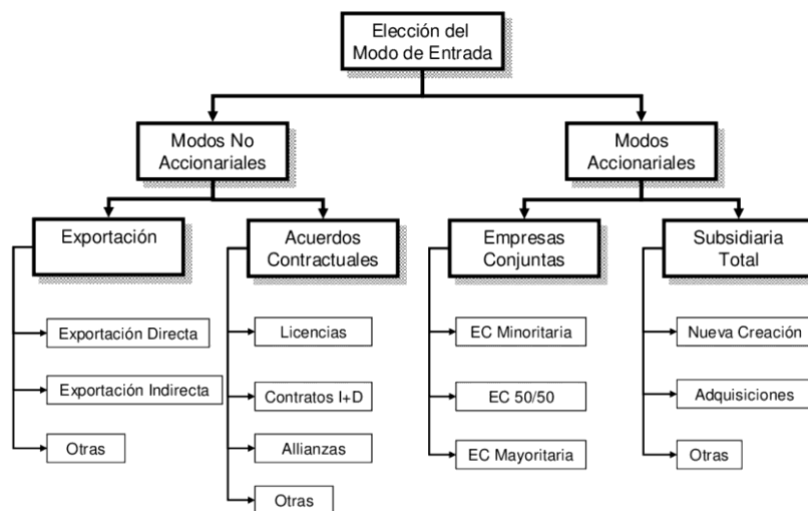 Elección del
Modo de Entrada
Modos No
Accionariales
Modos
Accionariales
Exportación
Acuerdos
Contractuales
Empresas
Conjuntas
Subsidiaria
Total
Exportación Directa
Licencias
EC Minoritaria
Nueva Creación
Exportación Indirecta
Contratos I+D
EC 50/50
Adquisiciones
Otras
Allianzas
EC Mayoritaria
Otras
Otras